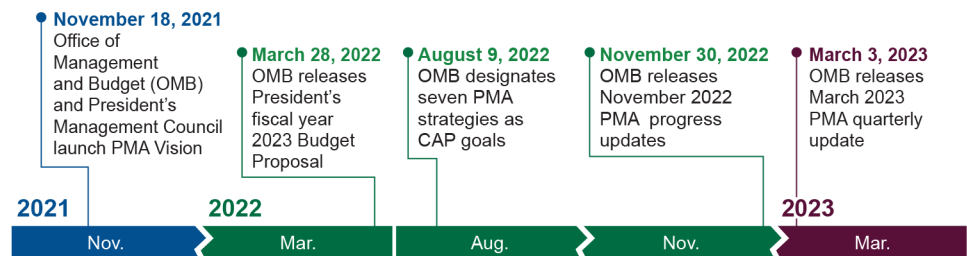 November 18, 2021
Office of
Management
and Budget (OMB)
and President's
Management Council
launch PMA Vision
March 28, 2022
OMB releases
President's
fiscal year
2023 Budget
Proposal
August 9, 2022
OMB designates
seven PMA
strategies as
CAP goals
November 30, 2022
OMB releases
November 2022
PMA progress
updates
March 3, 2023
OMB releases
March 2023
PMA quarterly
update
2021
2022
2023
Nov.
Mar.
Aug.
Nov.
Mar.